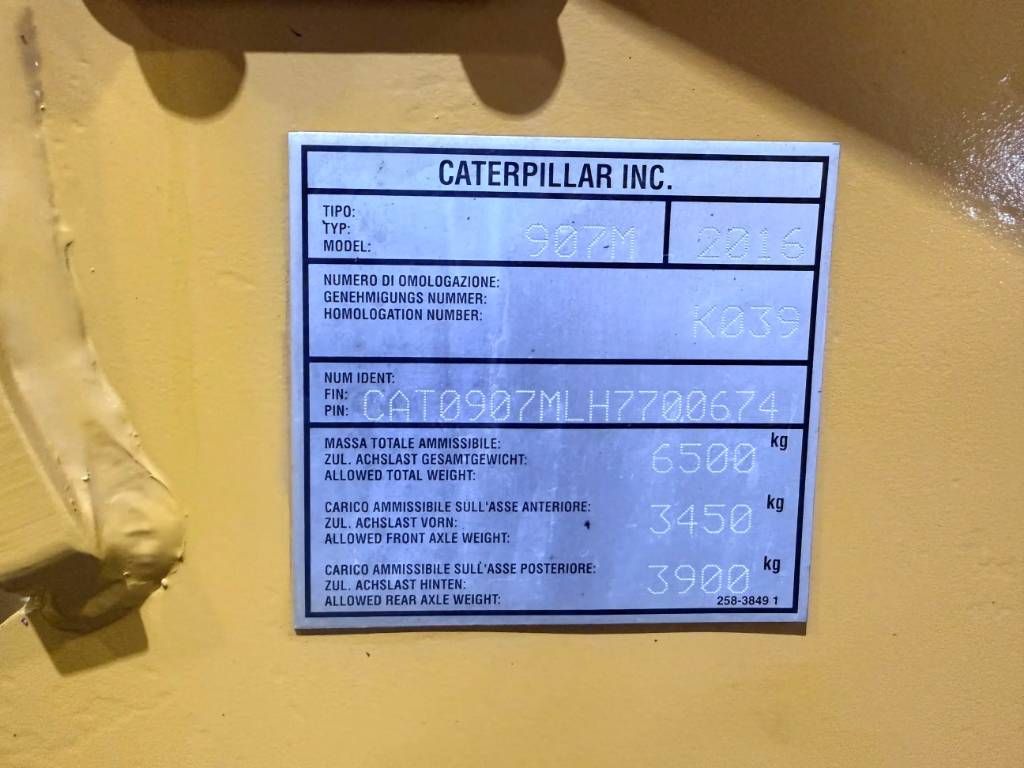 CATERPILLAR INC.
TIPO:
TYP:
MODEL: 907M 2016
NUMERO DI OMOLOGAZIONE:
GENEHMIGUNGS NUMMER:
HOMOLOGATION NUMBER: K039
NUM IDENT:
FIN:
PIN: CAT0907MLH7700674
MASSA TOTALE AMMISSIBILE:
ZUL. ACHSLAST GESAMTGEWICHT: 6500 kg
ALLOWED TOTAL WEIGHT:
CARICO AMMISSIBILE SULL'ASSE ANTERIORE:
ZUL. ACHSLAST VORN: 3450 kg
ALLOWED FRONT AXLE WEIGHT:
CARICO AMMISSIBILE SULL'ASSE POSTERIORE:
ZUL. ACHSLAST HINTEN: 3900 kg
ALLOWED REAR AXLE WEIGHT:
258-3849 1